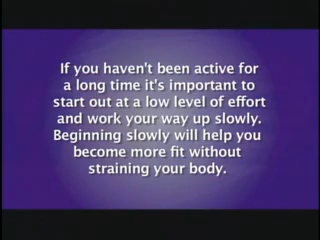 If you haven't been active for
a long time it's important to
start out at a low level of effort
and work your way up slowly.
Beginning slowly will help you
become more fit without
straining your body.